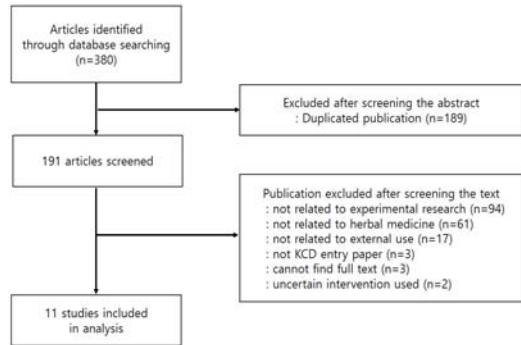 Articles identified
through database searching
(n=380)
Excluded after screening the abstract
: Duplicated publication (n=189)
191 articles screened
Publication excluded after screening the text
: not related to experimental research (n=94)
: not related to herbal medicine (n=61)
: not related to external use (n=17)
: not KCD entry paper (n=3)
: cannot find full text (n=3)
: uncertain intervention used (n=2)
11 studies included
in analysis